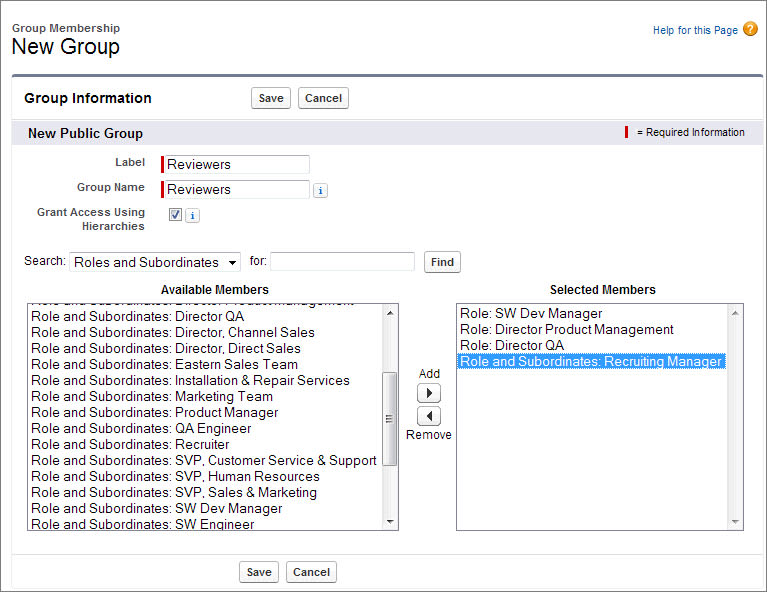 Group Membership
New Group
Help for this Page ?
Group Information
Save Cancel
New Public Group
= Required Information
Label Reviewers
Group Name Reviewers i
Grant Access Using
Hierarchies
i
Search: Roles and Subordinates for: Find
Available Members
Role and Subordinates: Director Product Management
Role and Subordinates: Director QA
Role and Subordinates: Director, Channel Sales
Role and Subordinates: Director, Direct Sales
Role and Subordinates: Eastern Sales Team
Role and Subordinates: Installation & Repair Services
Role and Subordinates: Marketing Team
Role and Subordinates: Product Manager
Role and Subordinates: QA Engineer
Role and Subordinates: Recruiter
Role and Subordinates: SVP, Customer Service & Support
Role and Subordinates: SVP, Human Resources
Role and Subordinates: SVP, Sales & Marketing
Role and Subordinates: SW Dev Manager
Role and Subordinates: SW Engineer
Add
Remove
Selected Members
Role: SW Dev Manager
Role: Director Product Management
Role: Director QA
Role and Subordinates: Recruiting Manager
Save Cancel